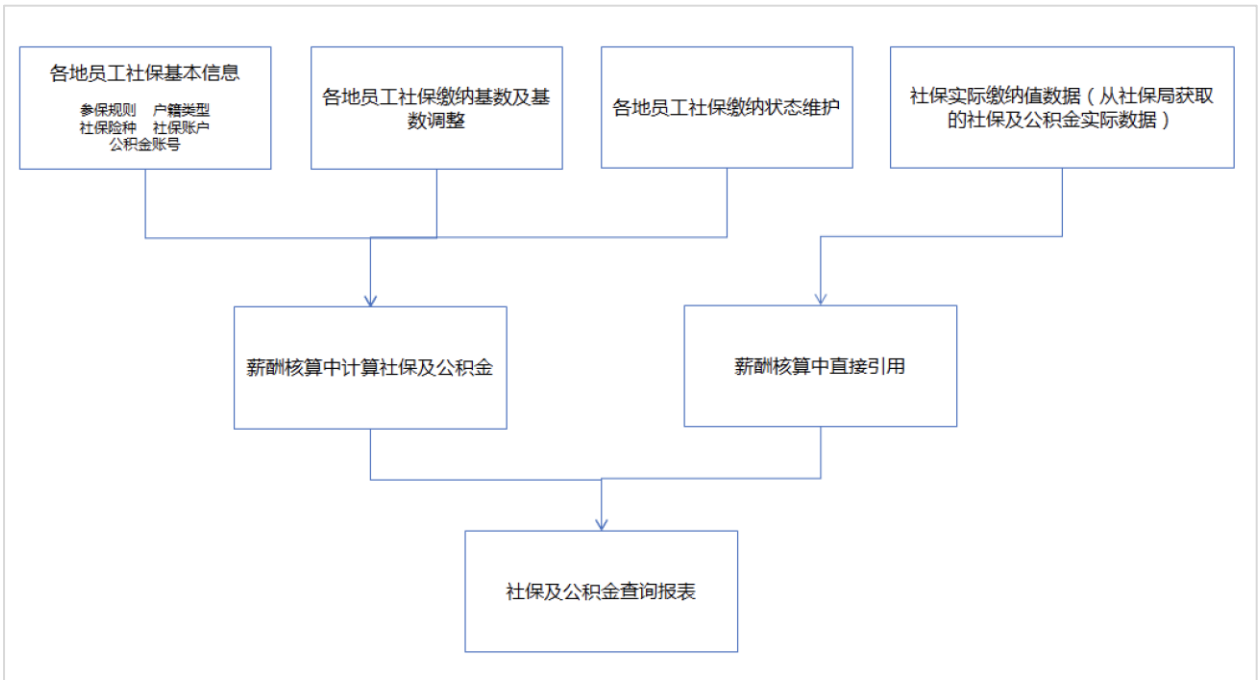 各地员工社保基本信息
参保规则 户籍类型
社保险种 社保账户
公积金账号
各地员工社保缴纳基数及基
数调整
各地员工社保缴纳状态维护
社保实际缴纳值数据（从社保局获取
的社保及公积金实际数据）
薪酬核算中计算社保及公积金
薪酬核算中直接引用
社保及公积金查询报表